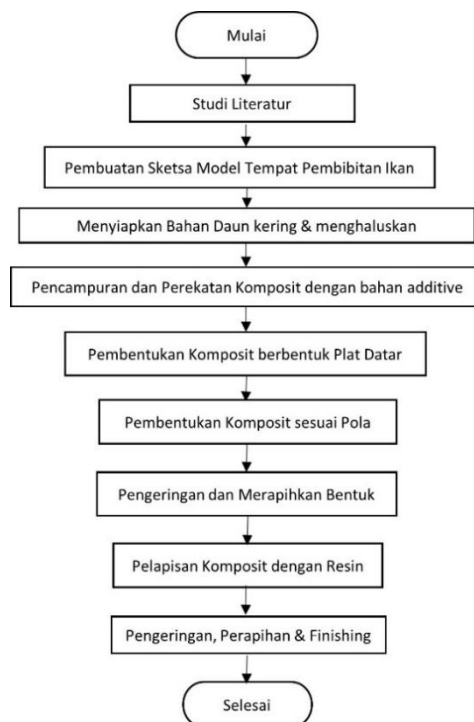 Mulai
Studi Literatur
Pembuatan Sketsa Model Tempat Pembibitan Ikan
Menyiapkan Bahan Daun kering & menghaluskan
Pencampuran dan Perekatan Komposit dengan bahan additive
Pembentukan Komposit berbentuk Plat Datar
Pembentukan Komposit sesuai Pola
Pengeringan dan Merapihkan Bentuk
Pelapisan Komposit dengan Resin
Pengeringan, Perapihan & Finishing
Selesai